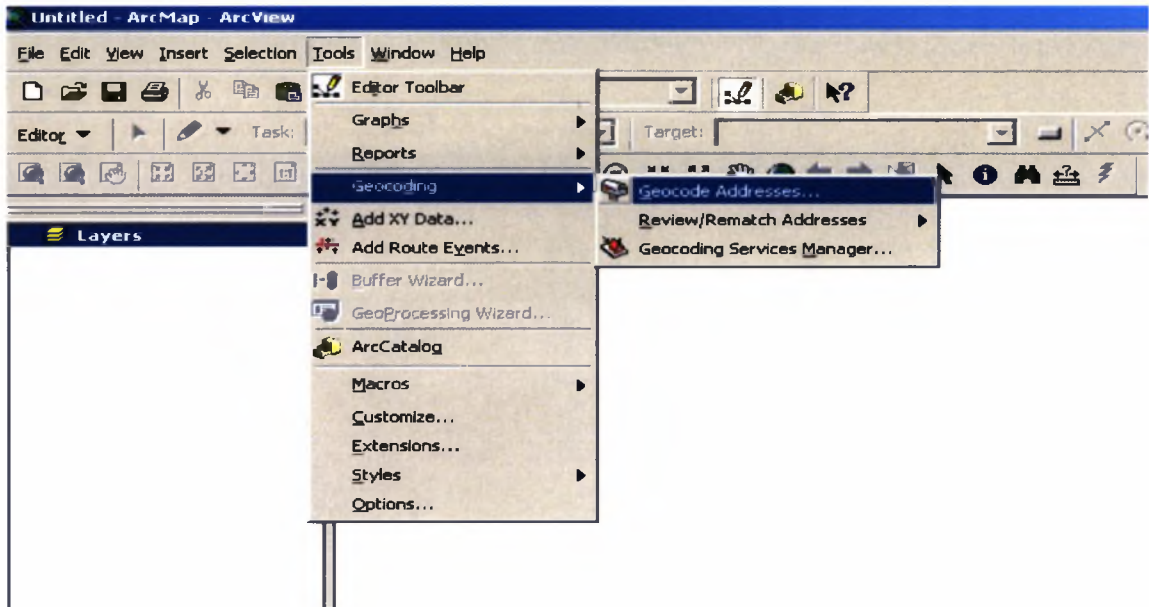 Untitled - ArcMap - ArcView
File Edit View Insert Selection Tools Window Help
Editor Task: Target:
Layers
Editor Toolbar
Graphs
Reports
Geocoding
Add XY Data...
Add Route Events...
Buffer Wizard...
GeoProcessing Wizard...
ArcCatalog
Macros
Customize...
Extensions...
Styles
Options...
Geocode Addresses...
Review/Rematch Addresses
Geocoding Services Manager...